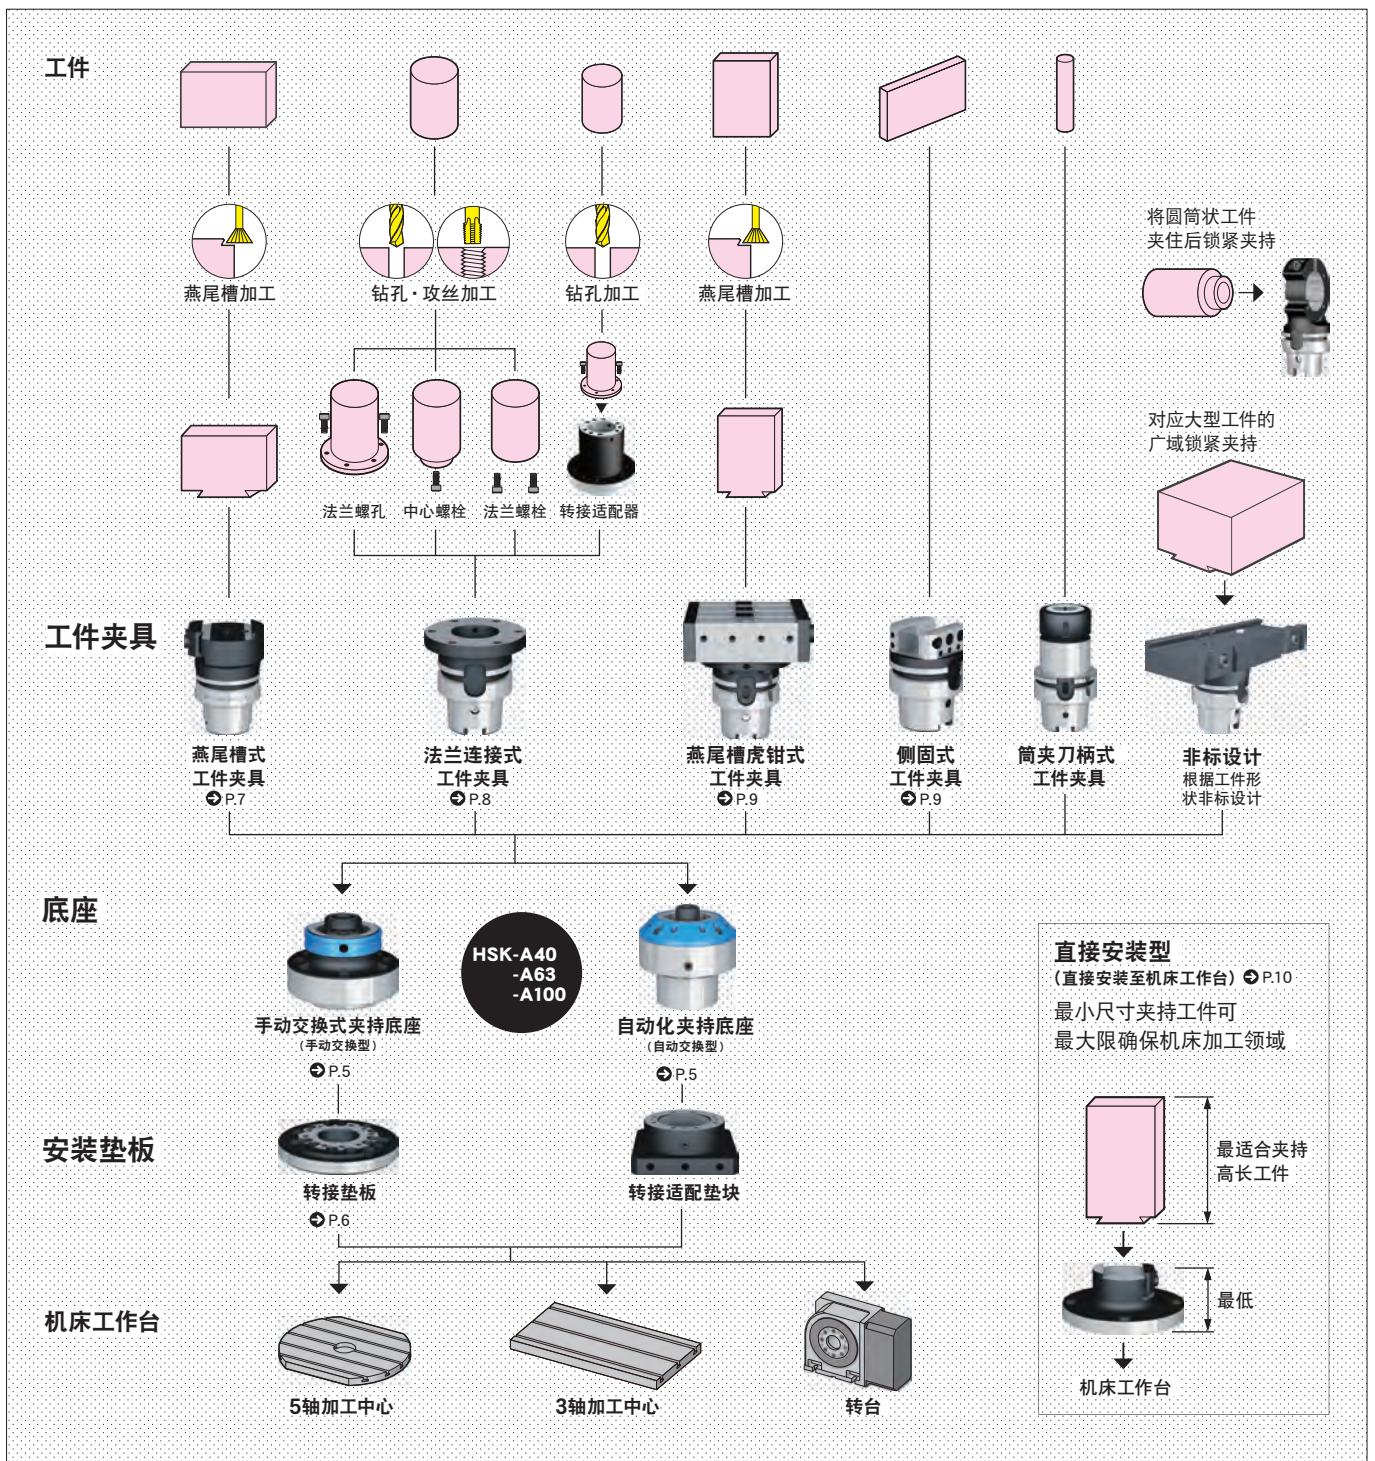 工件
燕尾槽加工
钻孔·攻丝加工
钻孔加工
燕尾槽加工
将圆筒状工件
夹住后锁紧夹持
对应大型工件的
广域锁紧夹持
法兰螺孔
中心螺栓
法兰螺栓
转接适配器
工件夹具
燕尾槽式
工件夹具
P.7
法兰连接式
工件夹具
P.8
燕尾槽虎钳式
工件夹具
P.9
侧固式
工件夹具
P.9
筒夹刀柄式
工件夹具
非标设计
根据工件形
状非标设计
底座
HSK-A40
-A63
-A100
手动交换式夹持底座
(手动交换型)
P.5
自动化夹持底座
(自动交换型)
P.5
安装垫板
转接垫板
P.6
转接适配垫块
机床工作台
5轴加工中心
3轴加工中心
转台
直接安装型
(直接安装至机床工作台) P.10
最小尺寸夹持工件可
最大限确保机床加工领域
最适合夹持
高长工件
最低
机床工作台